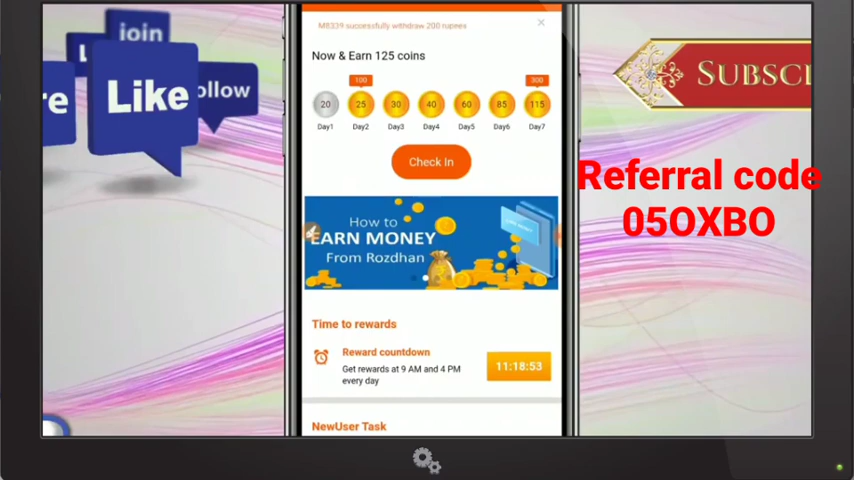 join
Like
ollow
re
M8339 successfully withdraw 200 rupees
Now & Earn 125 coins
100
300
20
25
30
40
60
85
115
Day1
Day2
Day3
Day4
Day5
Day6
Day7
Check In
How to
EARN MONEY
From Rozdhan
Time to rewards
Reward countdown
Get rewards at 9 AM and 4 PM
every day
11:18:53
NewUser Task
SUBSCL
Referral code
05OXBO